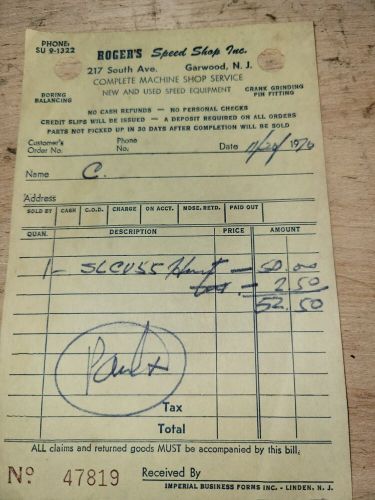 PHONE:
SU 9-1322
ROGER'S Speed Shop Inc.
217 South Ave. Garwood, N. J.
COMPLETE MACHINE SHOP SERVICE
NEW AND USED SPEED EQUIPMENT
BORING
BALANCING
CRANK GRINDING
PIN FITTING
NO CASH REFUNDS — NO PERSONAL CHECKS
CREDIT SLIPS WILL BE ISSUED — A DEPOSIT REQUIRED ON ALL ORDERS
PARTS NOT PICKED UP IN 30 DAYS AFTER COMPLETION WILL BE SOLD
Customer's
Order No.
Phone
No.
Date 1976
Name C.
Address
SOLD BY CASH C.O.D. CHARGE ON ACCT. MDSE. RETD. PAID OUT
QUAN. DESCRIPTION PRICE AMOUNT
1 - — 50.00
— 2 50
52.50
Tax
Total
ALL claims and returned goods MUST be accompanied by this bill.
No 47819 Received By
IMPERIAL BUSINESS FORMS INC. - LINDEN, N. J.